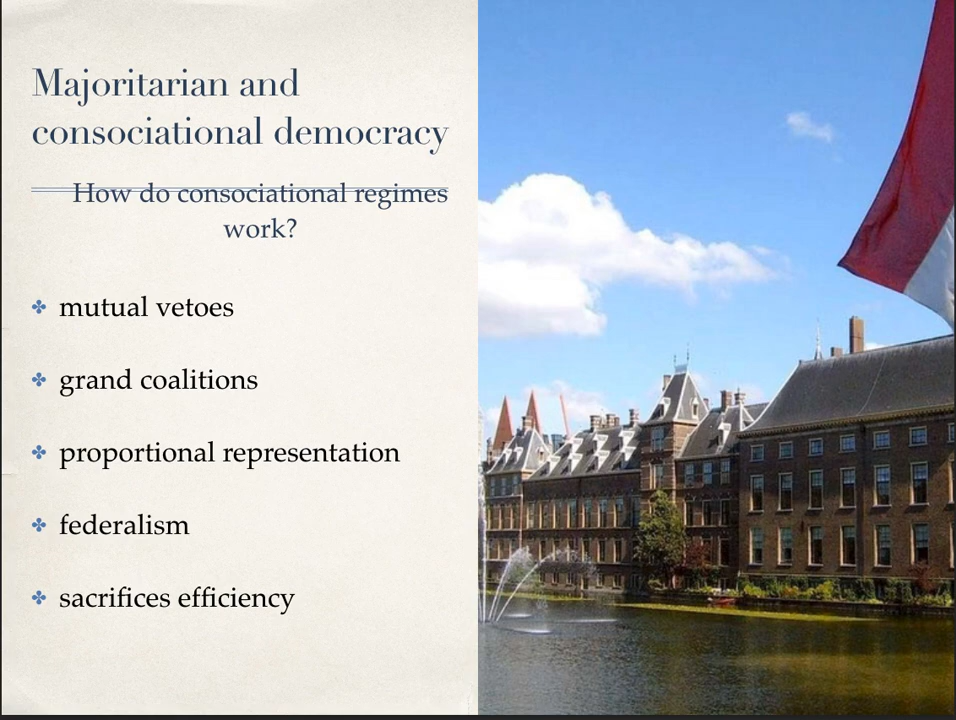 Majoritarian and
consociational democracy
How do consociational regimes
work?
mutual vetoes
grand coalitions
proportional representation
federalism
sacrifices efficiency